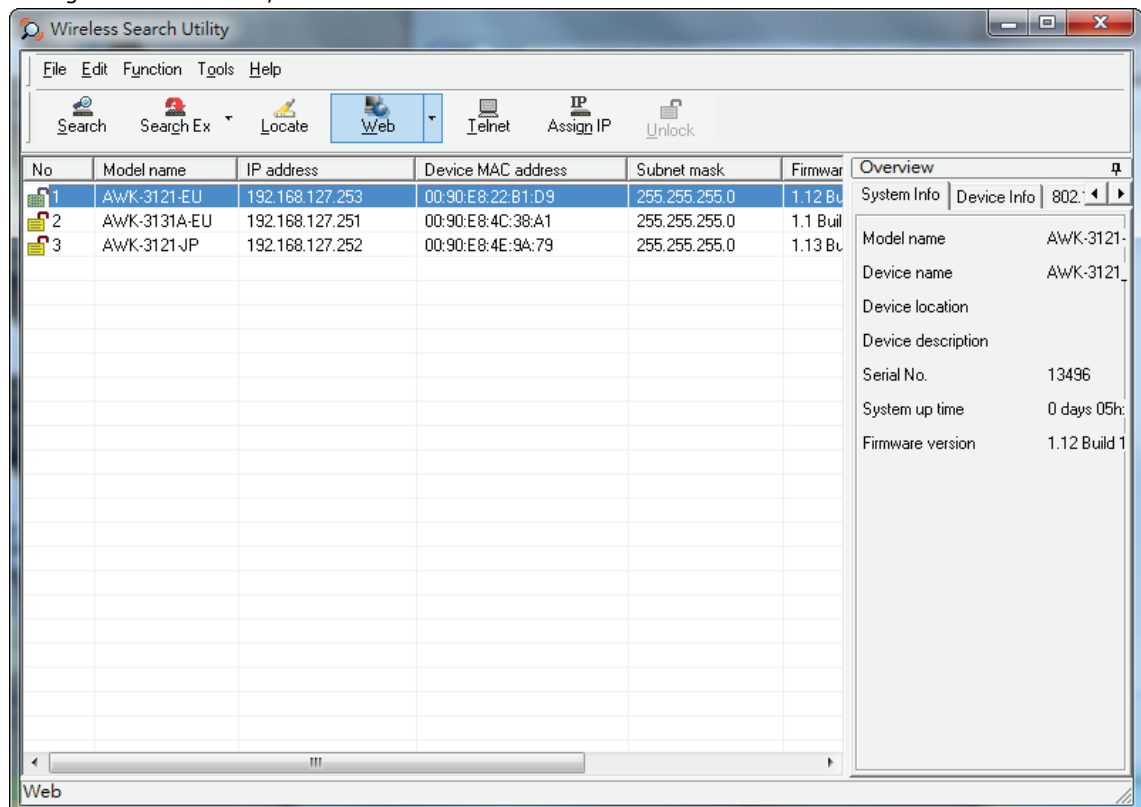 Wireless Search Utility
File Edit Function Tools Help
Search Search Ex Locate Web Telnet Assign IP Unlock
No Model name IP address Device MAC address Subnet mask Firmwar
1 AWK-3121-EU 192.168.127.253 00:90:E8:22:B1:D9 255.255.255.0 1.12 Bu
2 AWK-3131A-EU 192.168.127.251 00:90:E8:4C:38:A1 255.255.255.0 1.1 Buil
3 AWK-3121-JP 192.168.127.252 00:90:E8:4E:9A:79 255.255.255.0 1.13 Bu
Overview
System Info Device Info 802.
Model name AWK-3121-
Device name AWK-3121_
Device location
Device description
Serial No. 13496
System up time 0 days 05h:
Firmware version 1.12 Build 1
Web